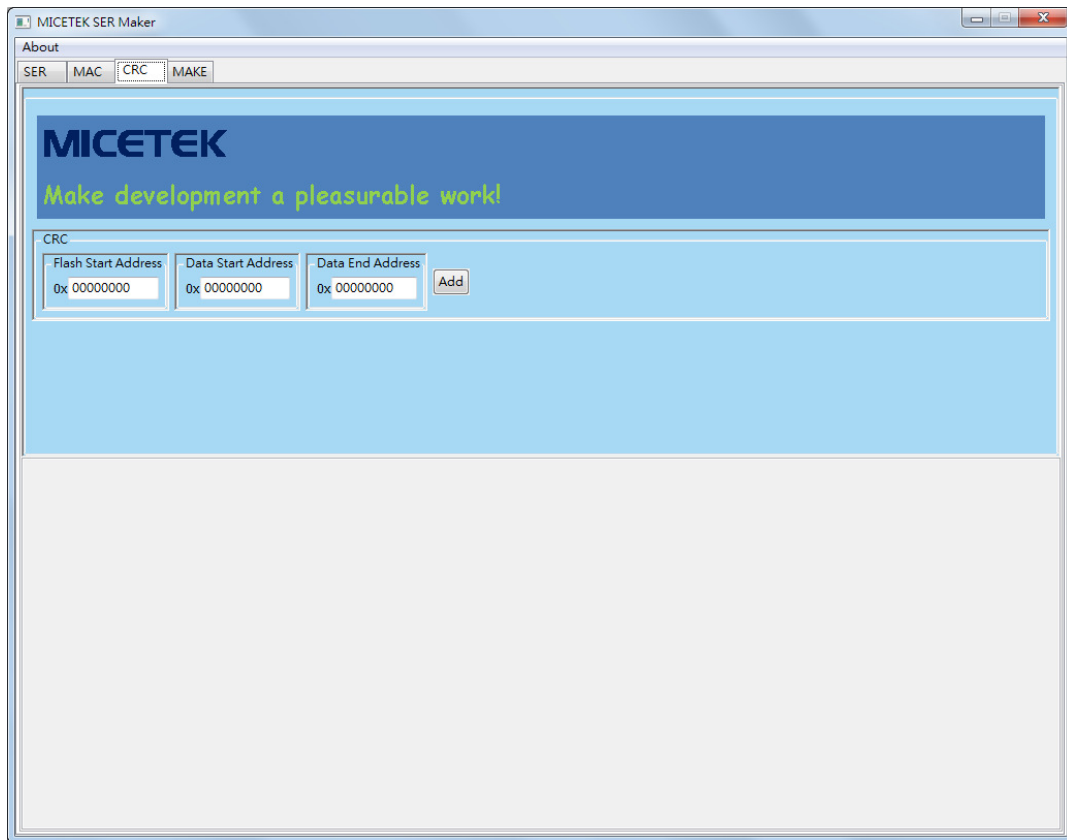 MICETEK SER Maker
About
SER MAC CRC MAKE
MICETEK
Make development a pleasurable work!
CRC
Flash Start Address Data Start Address Data End Address
0x 00000000 0x 00000000 0x 00000000 Add